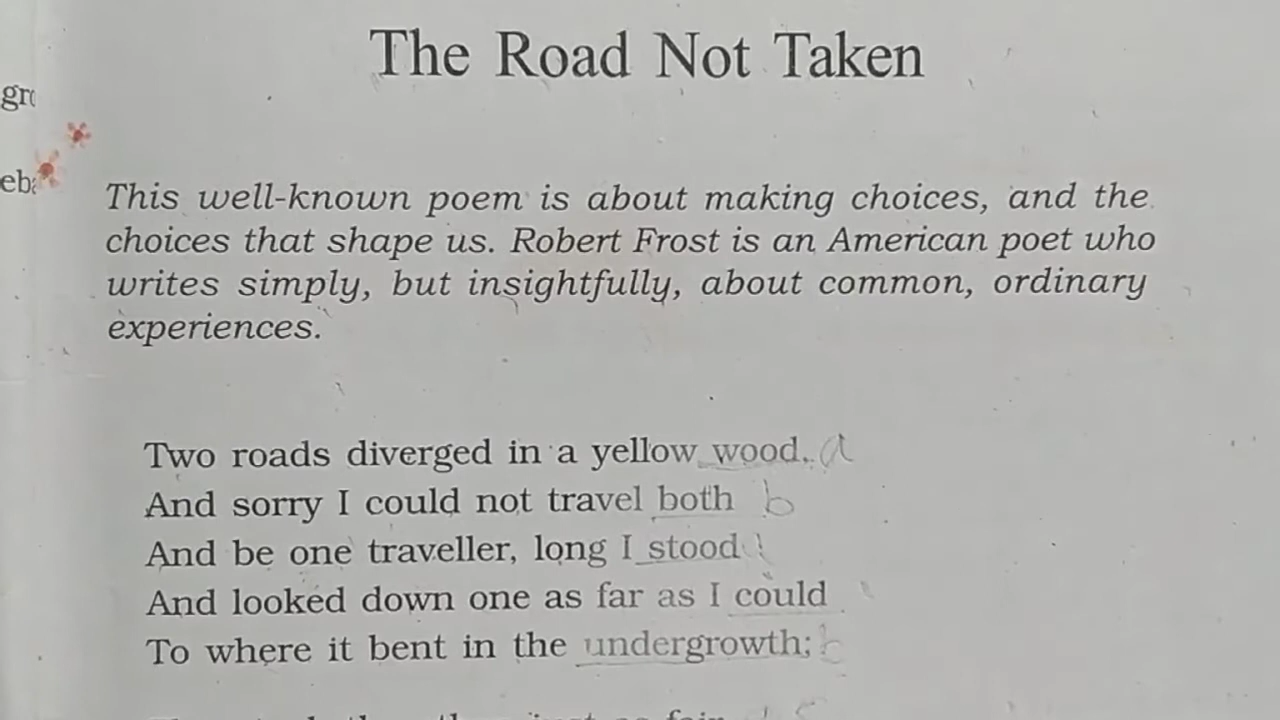 The Road Not Taken
This well-known poem is about making choices, and the
choices that shape us. Robert Frost is an American poet who
writes simply, but insightfully, about common, ordinary
experiences.
Two roads diverged in a yellow wood, a
And sorry I could not travel both b
And be one traveller, long I stood
And looked down one as far as I could
To where it bent in the undergrowth; b